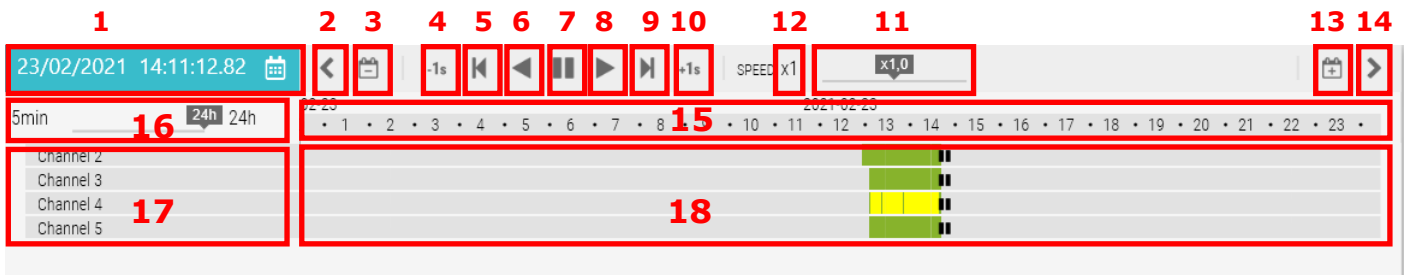 1 2 3 4 5 6 7 8 9 10 12 11 13 14
23/02/2021 14:11:12.82 -1s +1s SPEED x1 x1,0
02-23 2021-02-23
5min 24h 24h
16
• 1 • 2 • 3 • 4 • 5 • 6 • 7 • 8 • 9 • 10 • 11 • 12 • 13 • 14 • 15 • 16 • 17 • 18 • 19 • 20 • 21 • 22 • 23 •
15
Channel 2
Channel 3
Channel 4
17 18
Channel 5